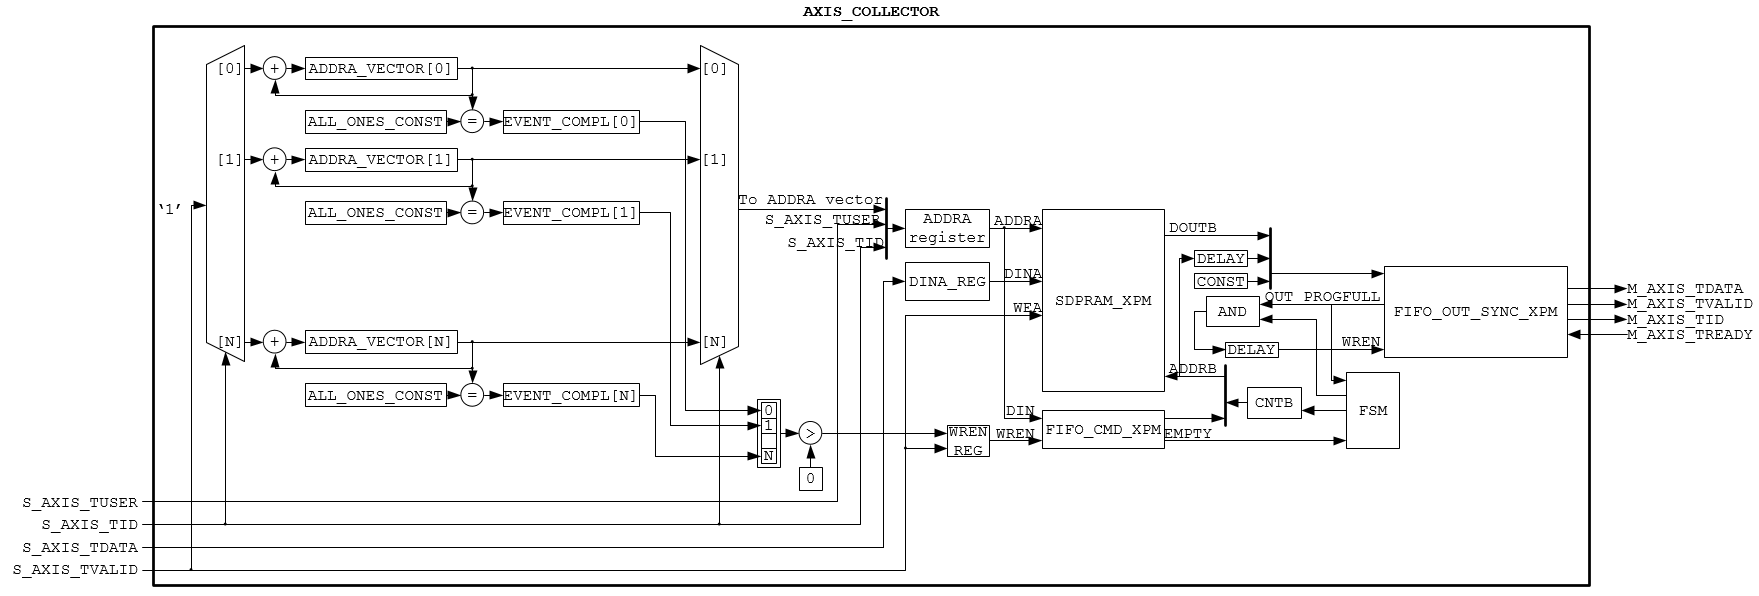 AXIS_COLLECTOR
[0]
+
ADDRA_VECTOR[0]
[0]
ALL_ONES_CONST
=
EVENT_COMPL[0]
[1]
+
ADDRA_VECTOR[1]
[1]
‘1’
ALL_ONES_CONST
=
EVENT_COMPL[1]
To ADDRA vector
S_AXIS_TUSER
S_AXIS_TID
ADDRA
register
ADDRA
DINA_REG
DINA
WEA
SDPRAM_XPM
DOUTB
DELAY
CONST
OUT PROGFULL
AND
DELAY
WREN
FIFO_OUT_SYNC_XPM
M_AXIS_TDATA
M_AXIS_TVALID
M_AXIS_TID
M_AXIS_TREADY
[N]
+
ADDRA_VECTOR[N]
[N]
ADDRB
ALL_ONES_CONST
=
EVENT_COMPL[N]
0
1
N
>
0
WREN
REG
WREN
DIN
FIFO_CMD_XPM
EMPTY
CNTB
FSM
S_AXIS_TUSER
S_AXIS_TID
S_AXIS_TDATA
S_AXIS_TVALID